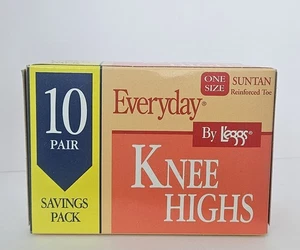 10
PAIR
SAVINGS
PACK
ONE
SIZE
SUNTAN
Reinforced Toe
Everyday®
By L'eggs®
KNEE
HIGHS